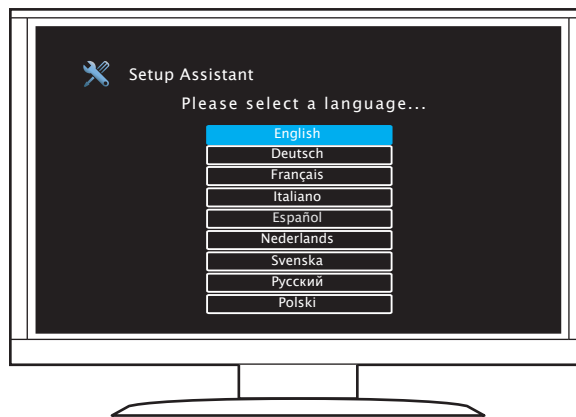 Setup Assistant
Please select a language...
English
Deutsch
Français
Italiano
Español
Nederlands
Svenska
Русский
Polski